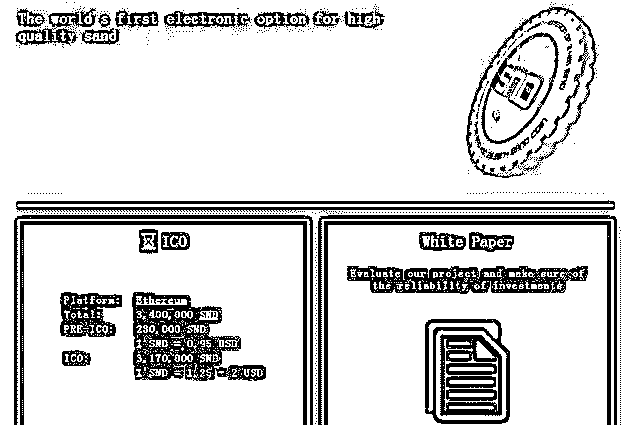 The world's first electronic option for high
quality sand
ICO
Platform: Ethereum
Total: 3,400,000 SND
PRE-ICO: 280,000 SND
1 SND = 0,95 USD
ICO: 3,170,000 SND
1 SND = 1,25 - 2 USD
White Paper
Evaluate our project and make sure of
the reliability of investments